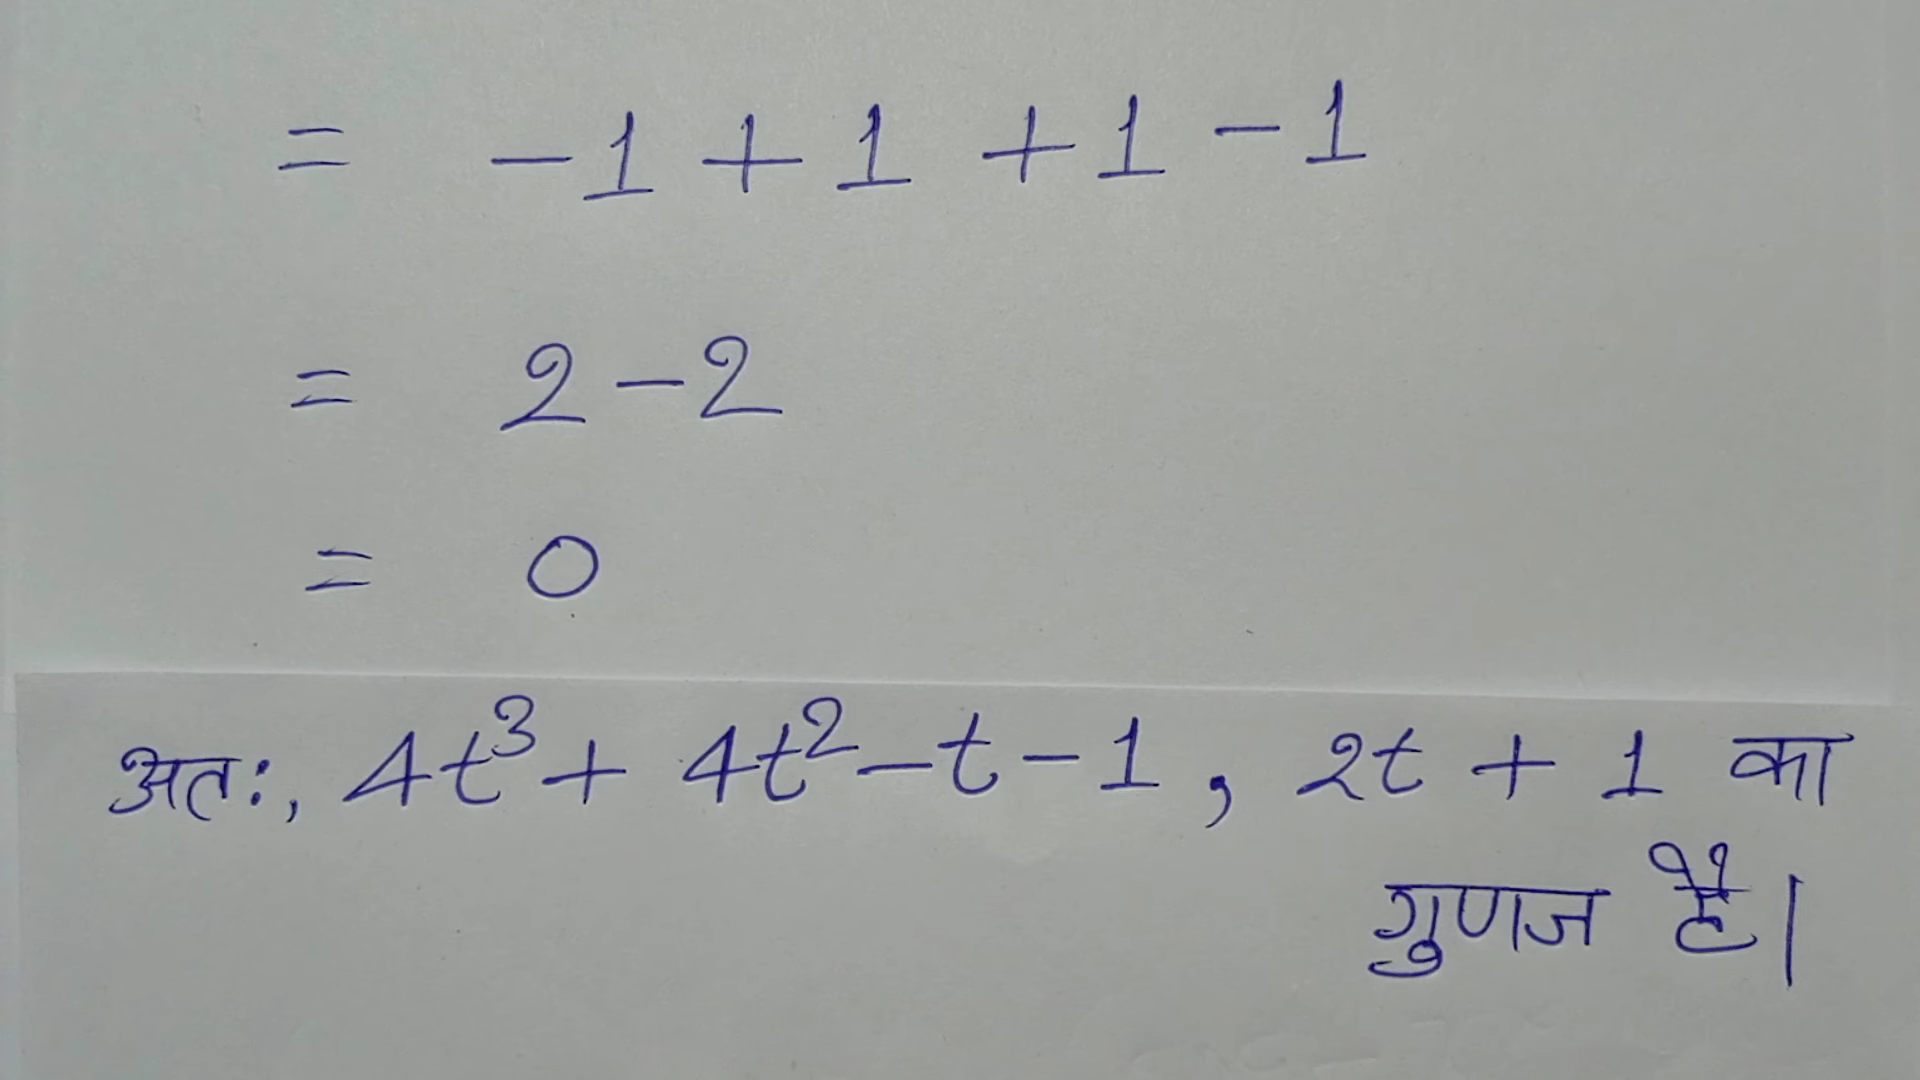 = -1 + 1 + 1 - 1
= 2 - 2
= 0
अतः, 4t³ + 4t² - t - 1, 2t + 1 का
गुणज है।